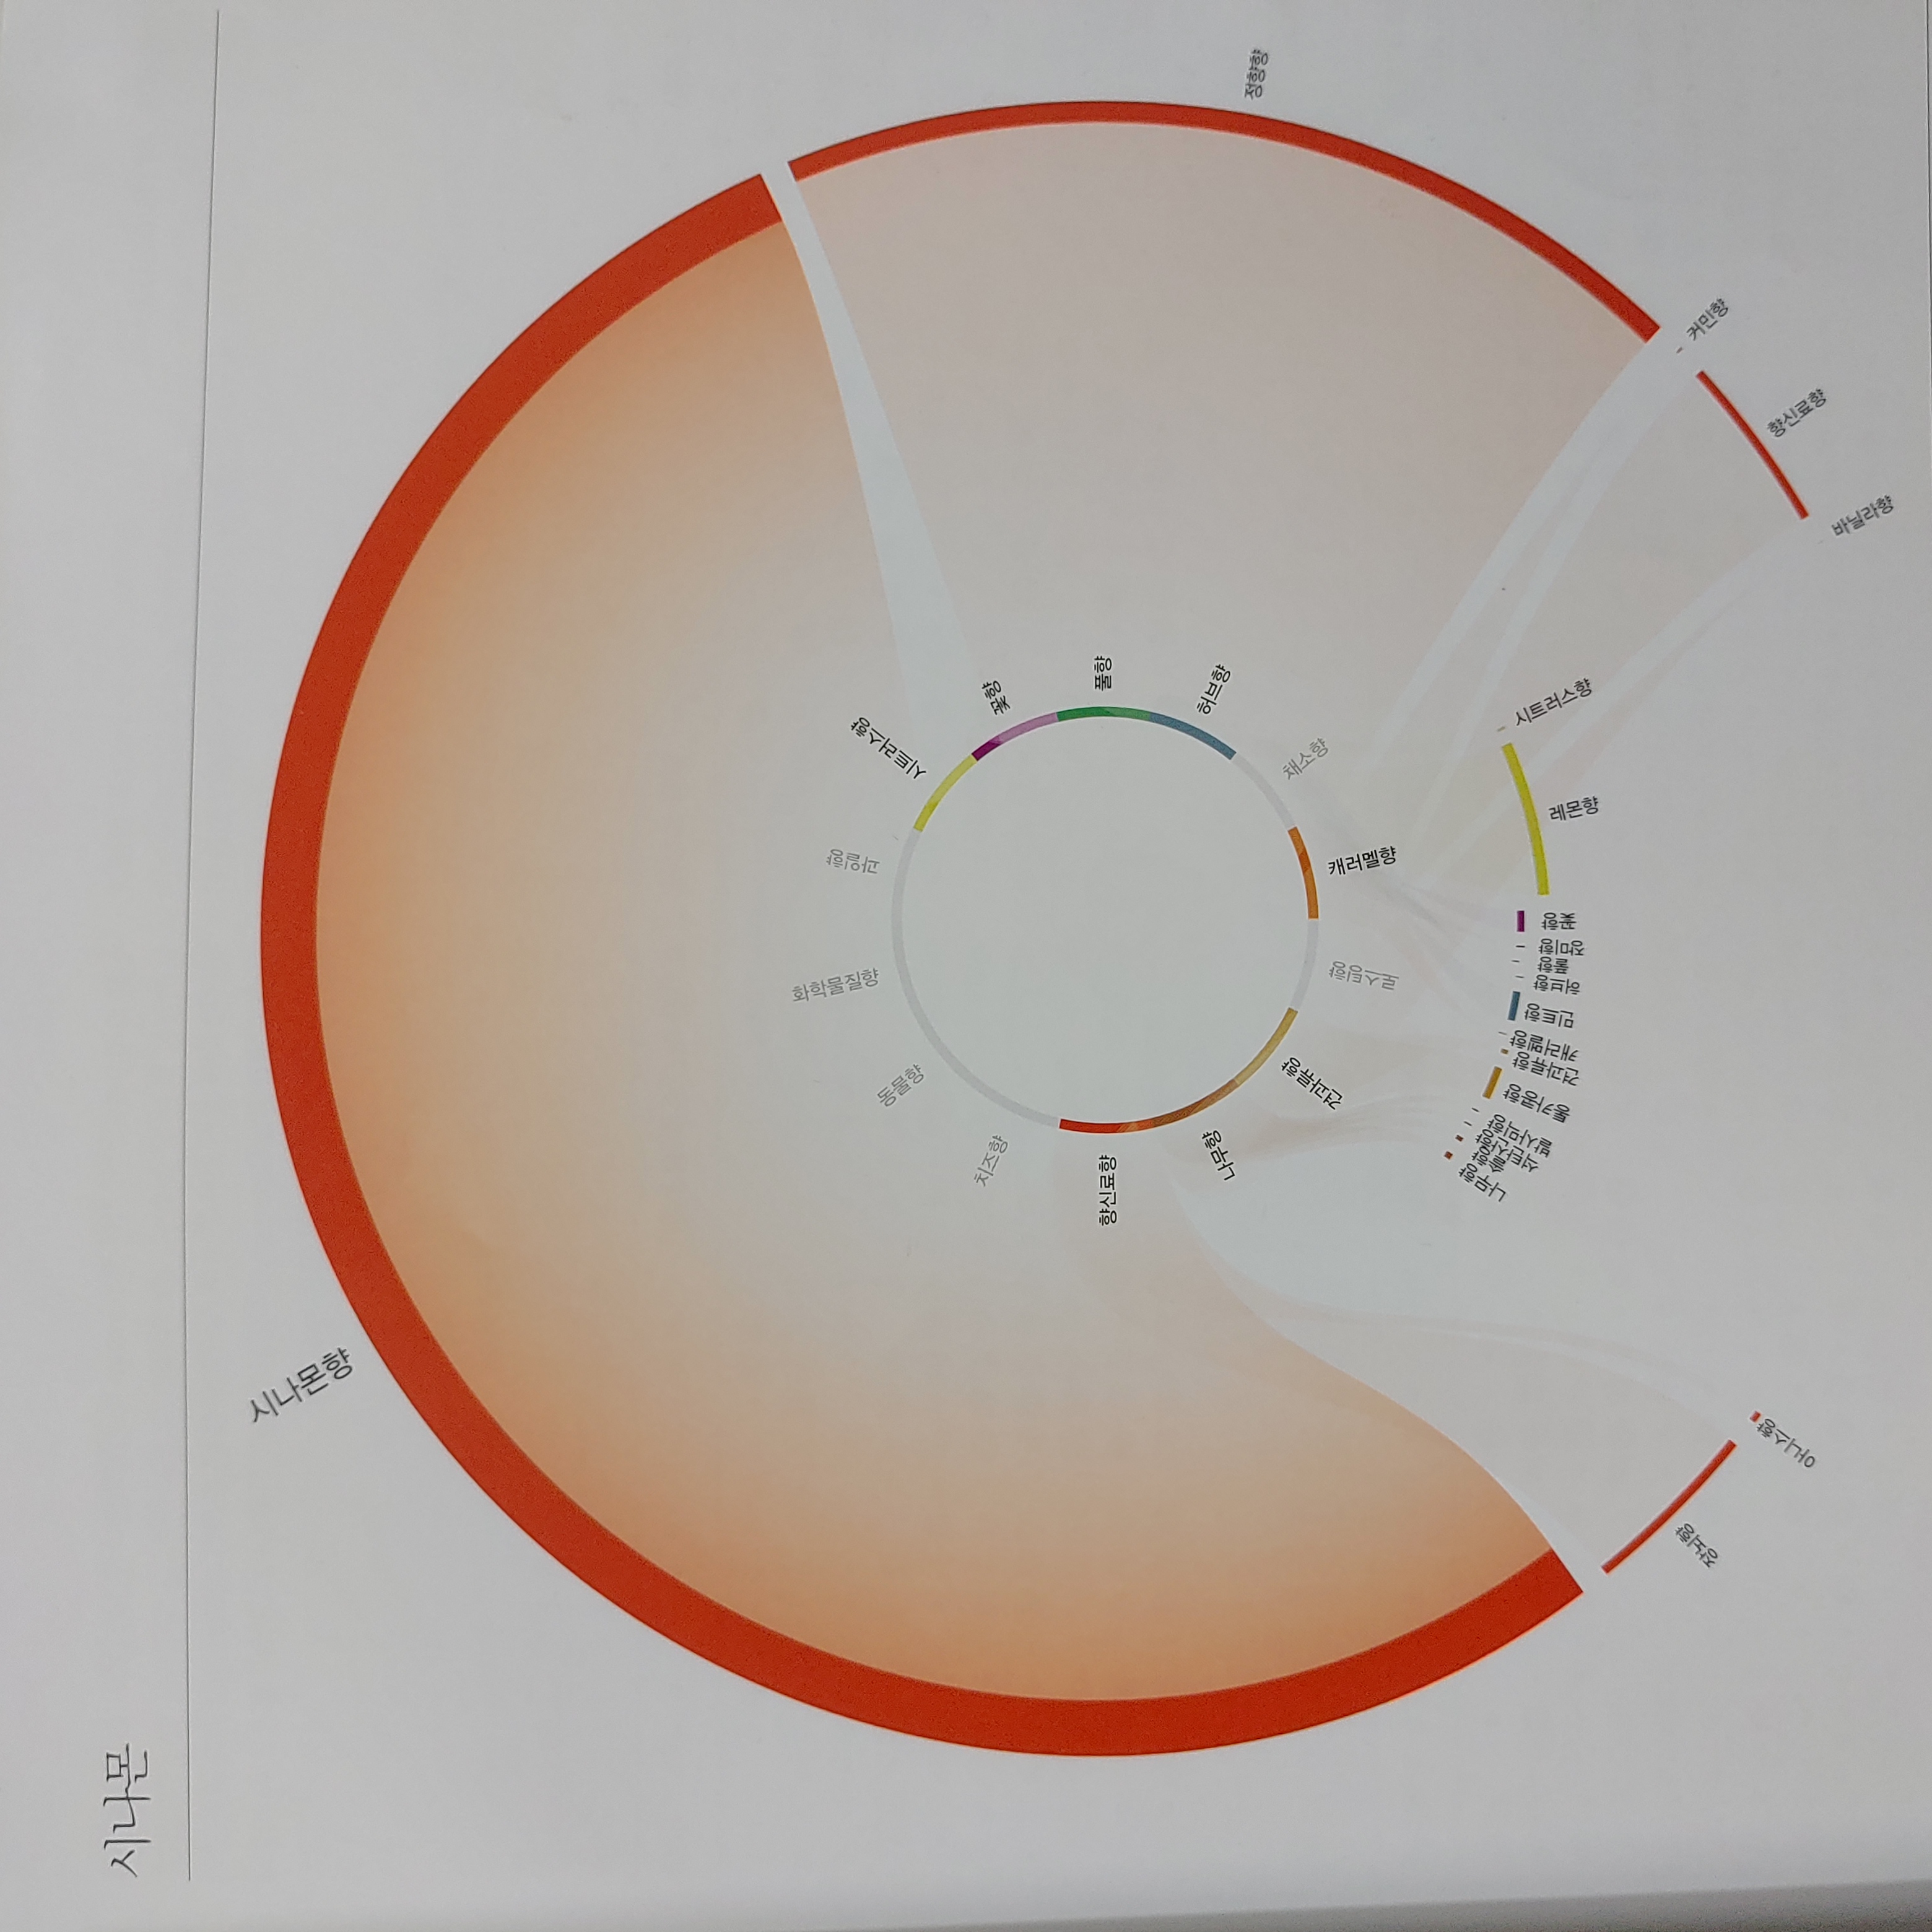 시나몬
시나몬향
화학물질향
과일향
시트러스향
동물향
치즈향
꽃향
향신료향
풀향
나무향
허브향
정향향
견과류향
로스팅향
캐러멜향
채소향
나무향
솔향
석탄산향
발사믹향
통카콩향
견과류향
캐러멜향
민트향
허브향
풀향
장미향
꽃향
레몬향
시트러스향
장뇌향
아니스향
커민향
향신료향
바닐라향